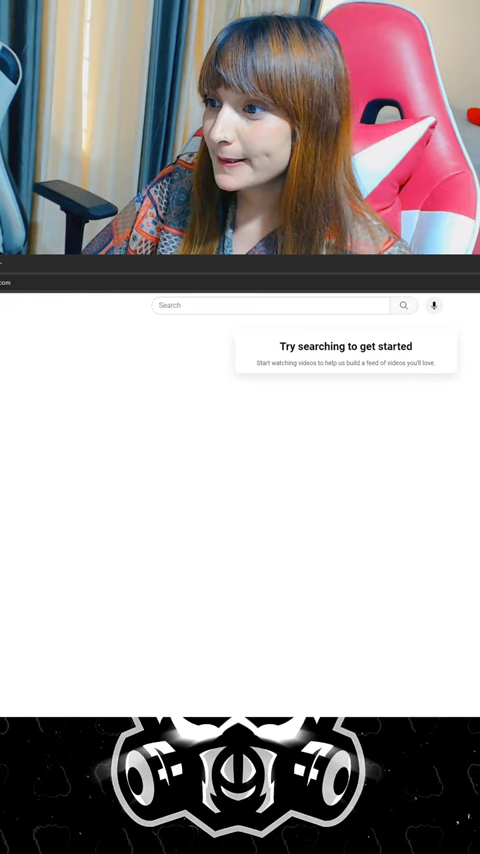 com
Search
Try searching to get started
Start watching videos to help us build a feed of videos you'll love.